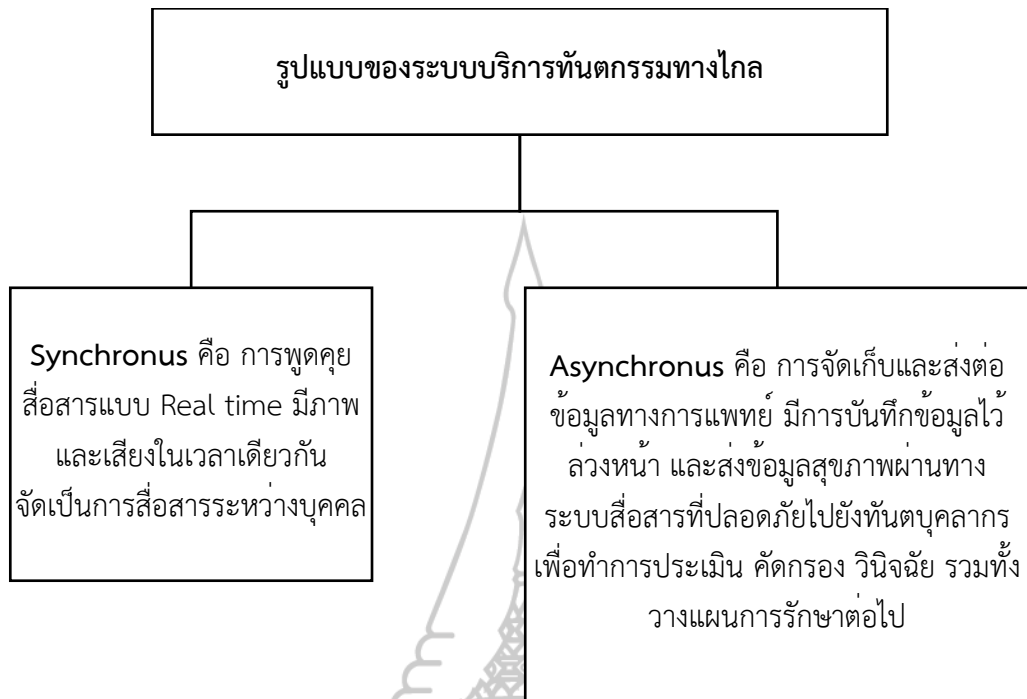 รูปแบบของระบบบริการทันตกรรมทางไกล
Synchronus คือ การพูดคุย
สื่อสารแบบ Real time มีภาพ
และเสียงในเวลาเดียวกัน
จัดเป็นการสื่อสารระหว่างบุคคล
Asynchronus คือ การจัดเก็บและส่งต่อ
ข้อมูลทางการแพทย์ มีการบันทึกข้อมูลไว้
ล่วงหน้า และส่งข้อมูลสุขภาพผ่านทาง
ระบบสื่อสารที่ปลอดภัยไปยังทันตบุคลากร
เพื่อทำการประเมิน คัดกรอง วินิจฉัย รวมทั้ง
วางแผนการรักษาต่อไป